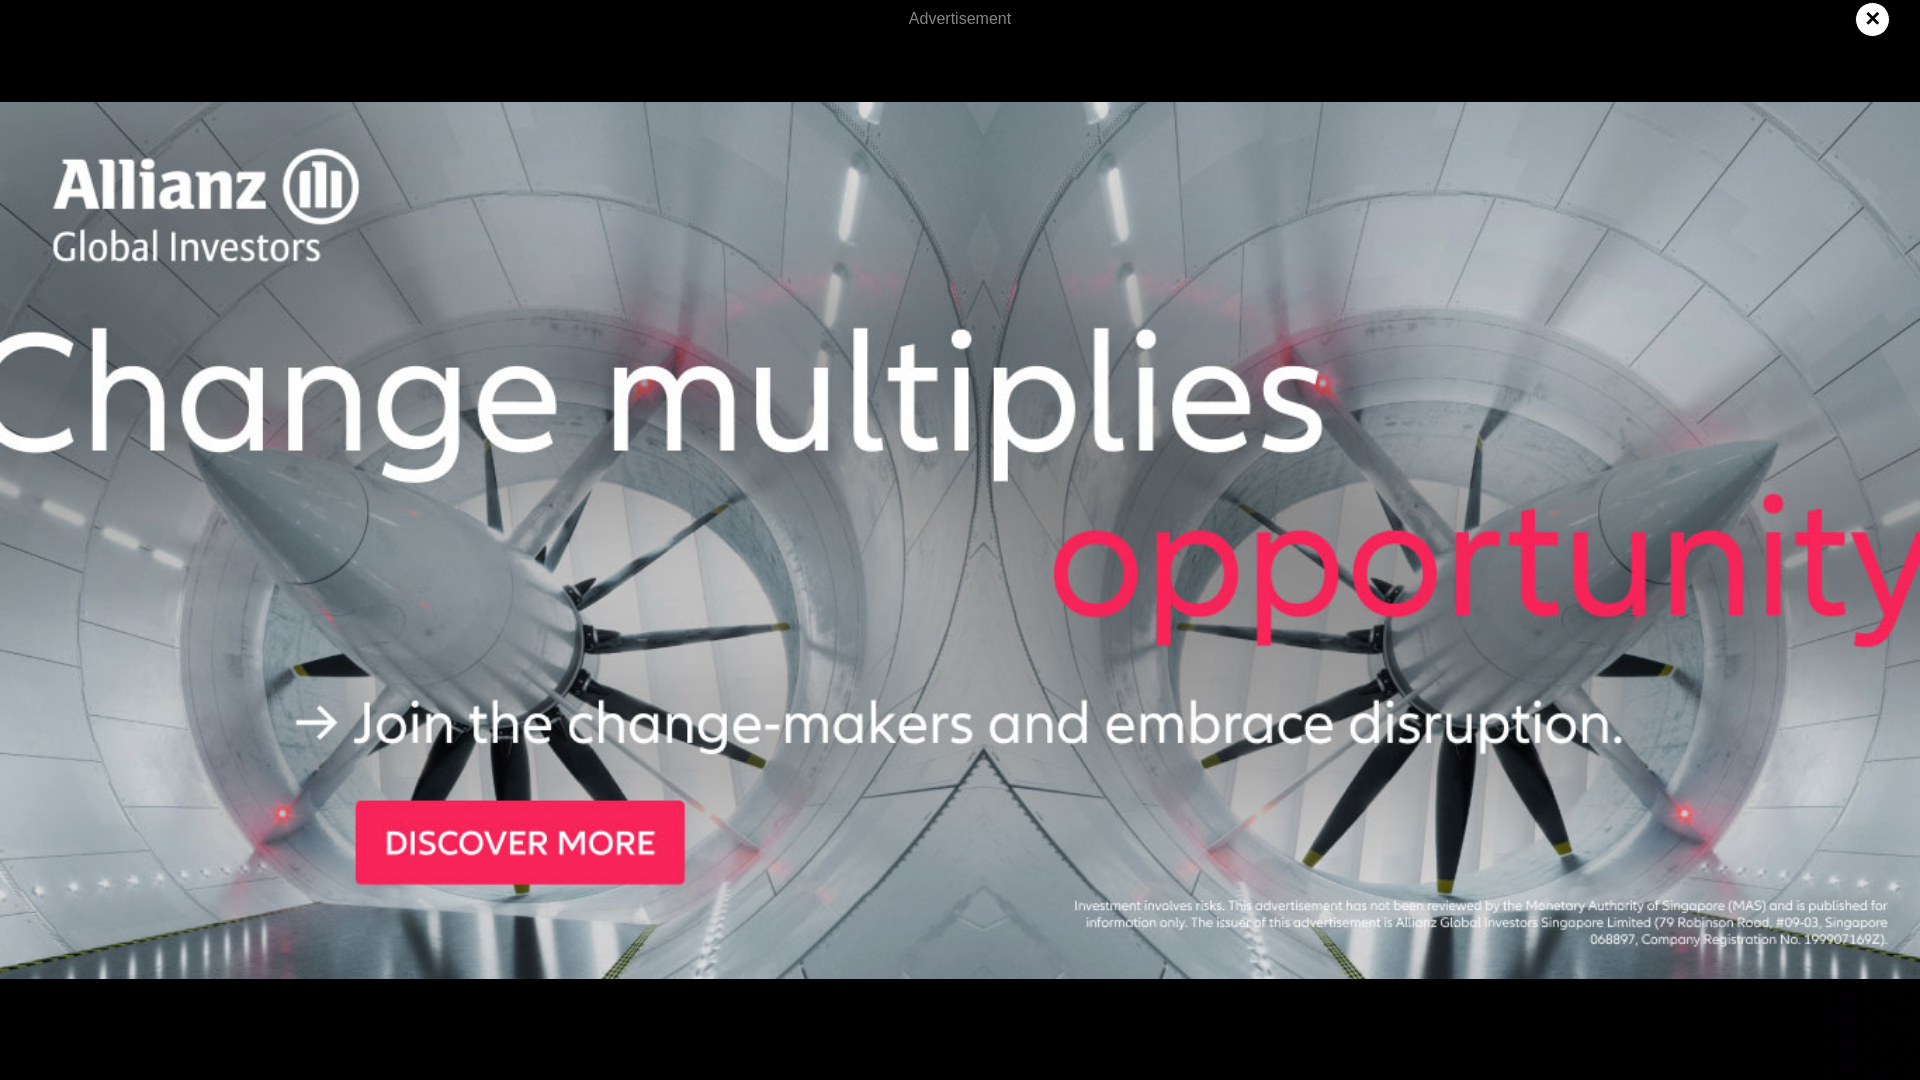 Advertisement
Allianz
Global Investors
Change multiplies
opportunity
→ Join the change-makers and embrace disruption.
DISCOVER MORE
Investment involves risks. This advertisement has not been reviewed by the Monetary Authority of Singapore (MAS) and is published for
information only. The issuer of this advertisement is Allianz Global Investors Singapore Limited (79 Robinson Road, #09-03, Singapore
068897, Company Registration No. 199907169Z).